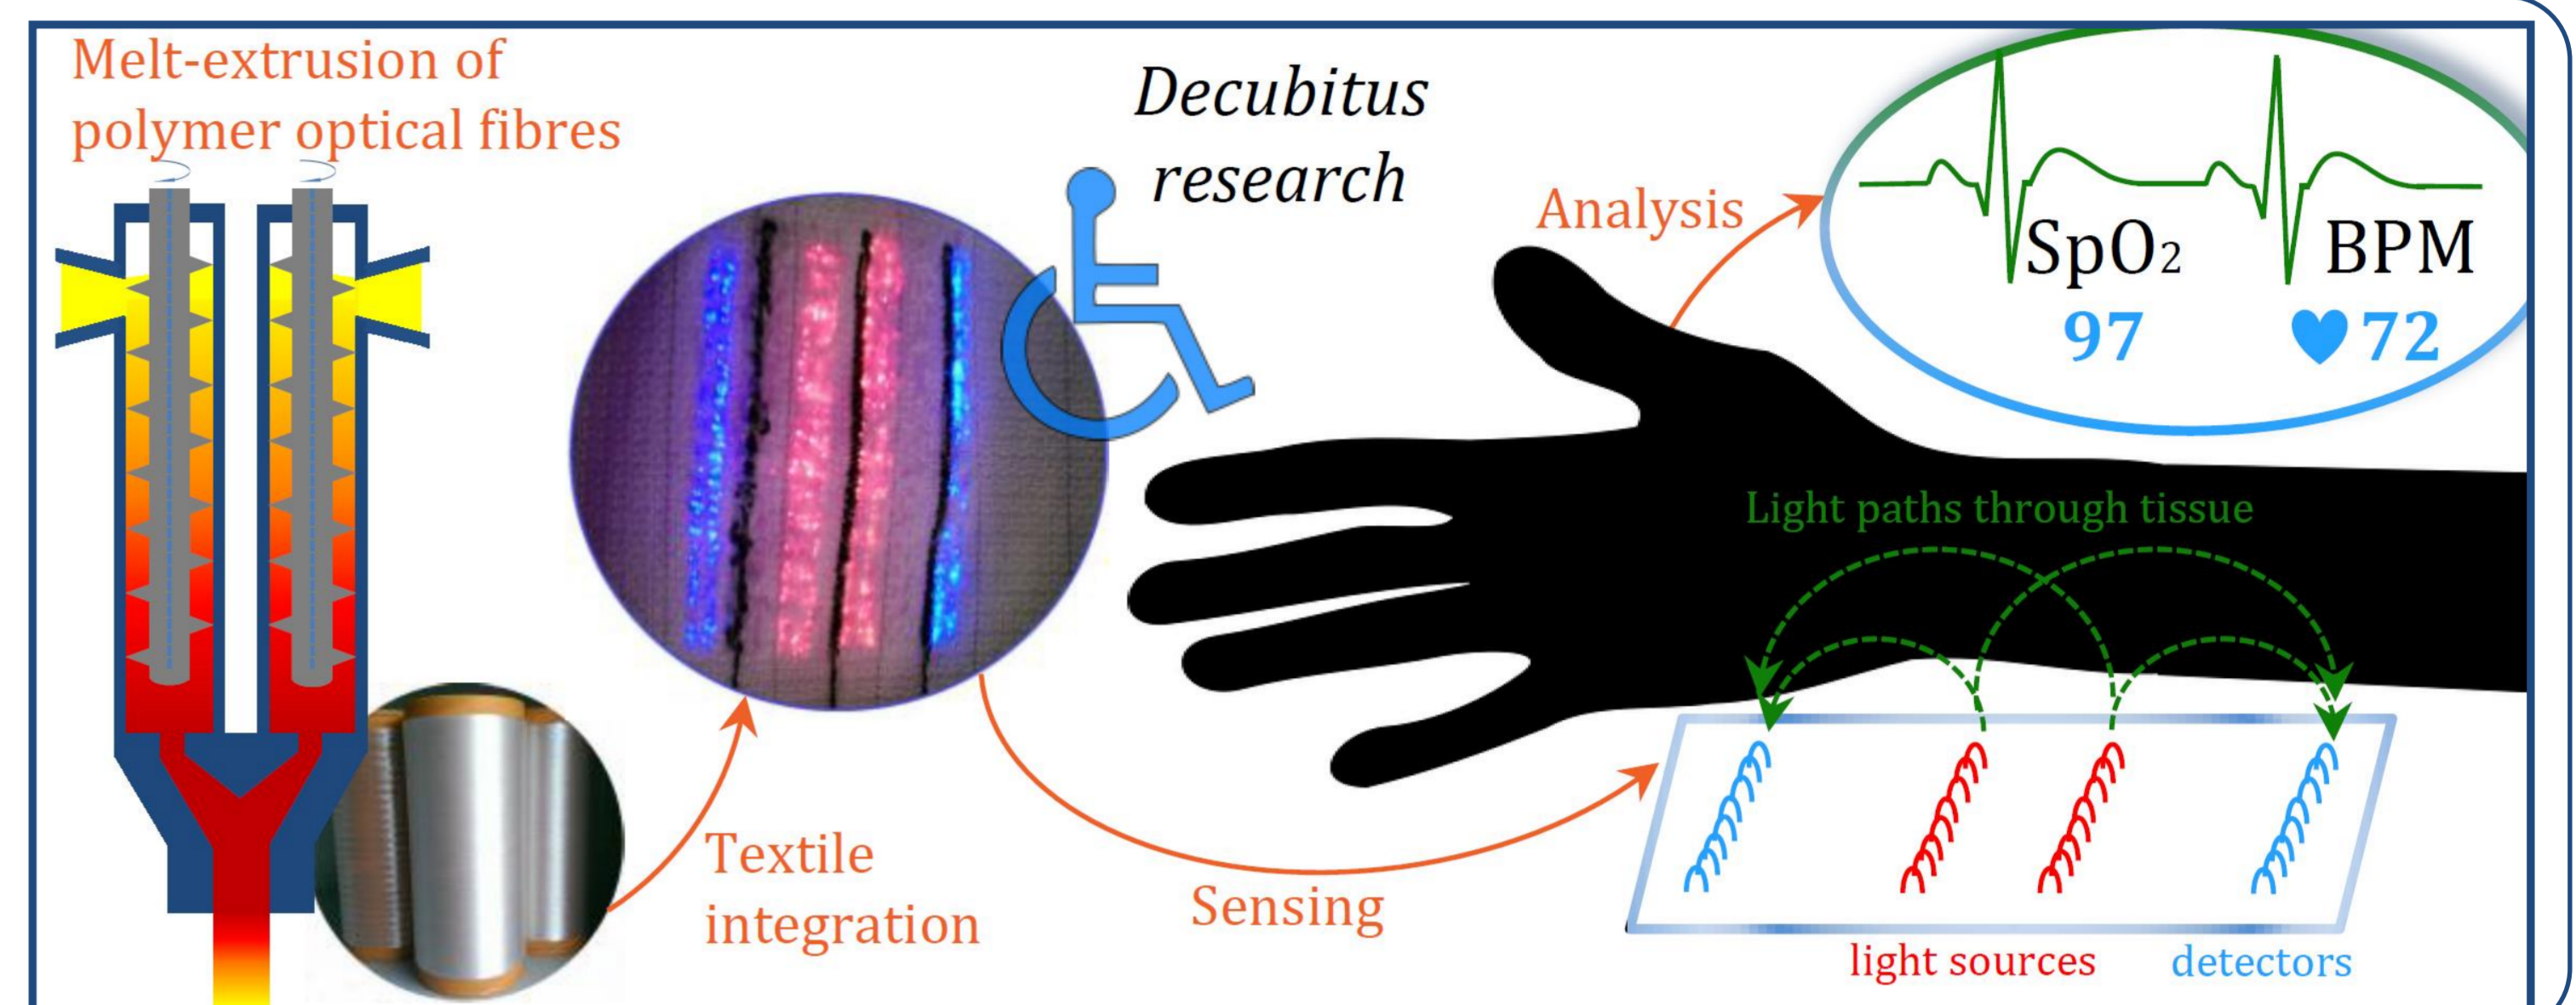 Melt-extrusion of
polymer optical fibres
Decubitus
research
Analysis
SpO₂
BPM
97
72
Light paths through tissue
Textile
integration
Sensing
light sources
detectors